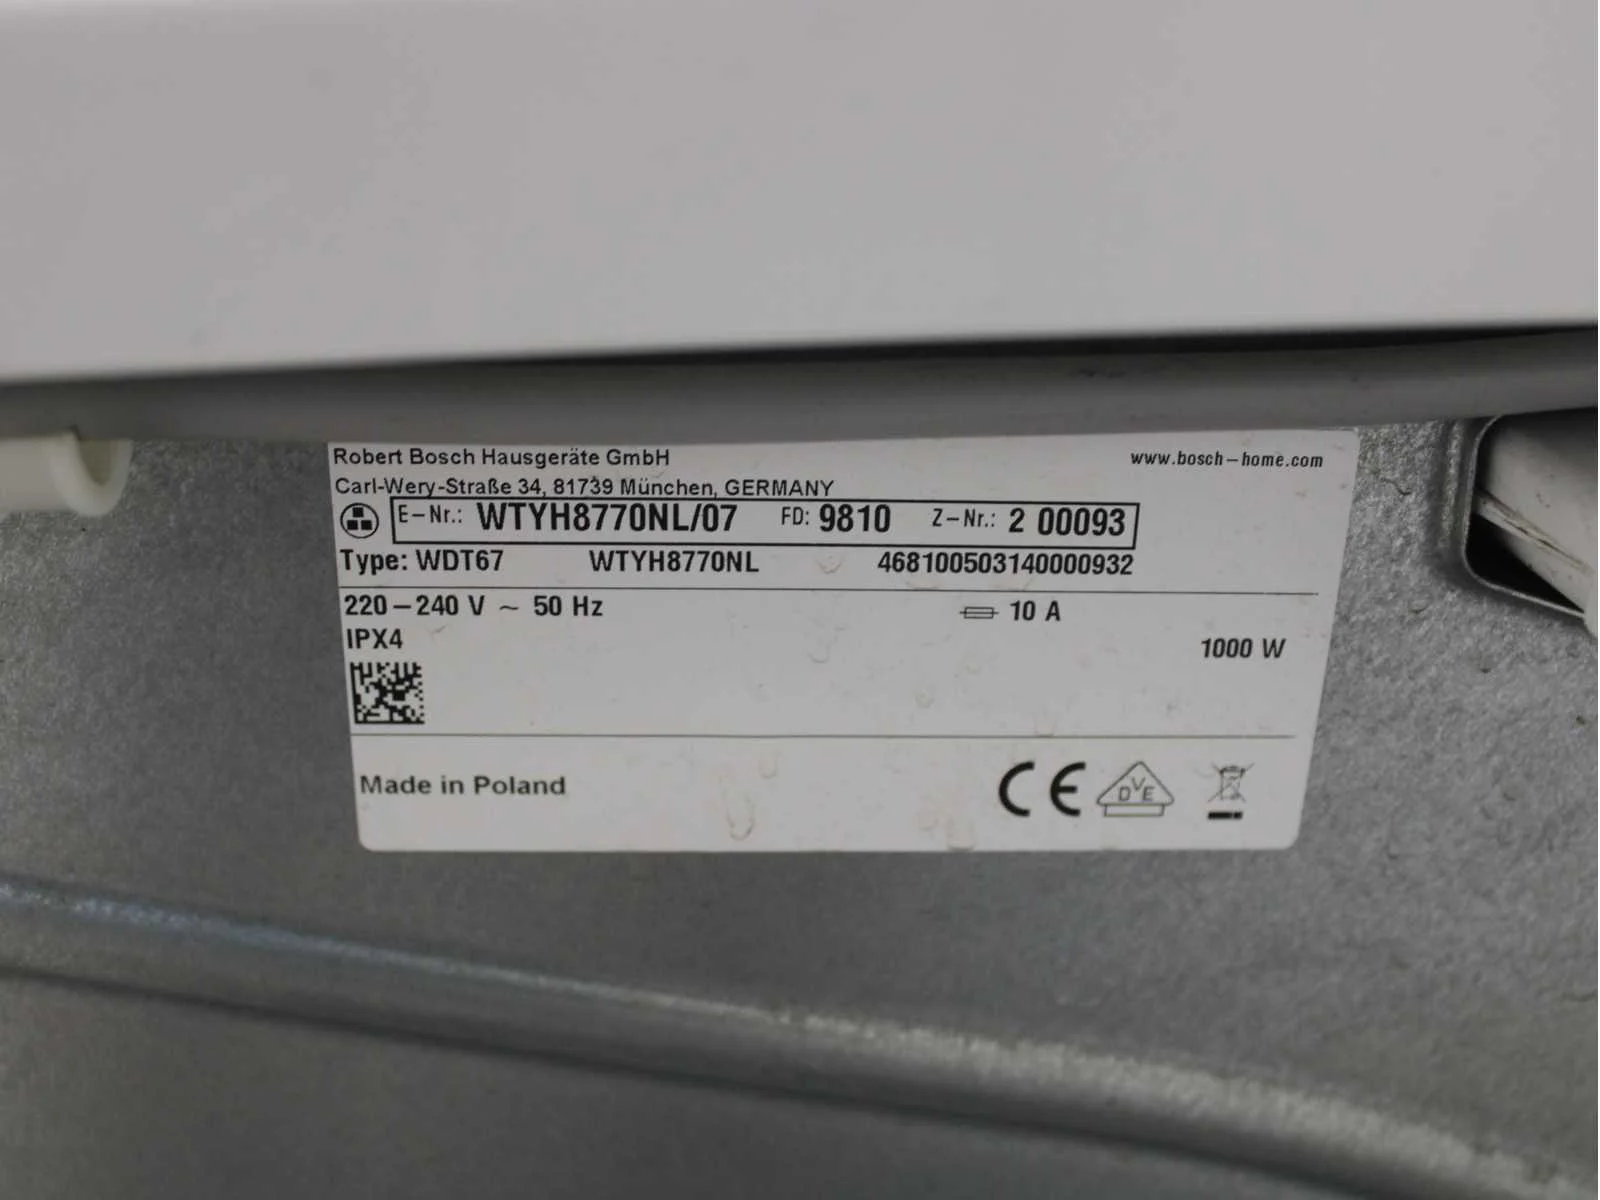 Robert Bosch Hausgeräte GmbH www.bosch-home.com
Carl-Wery-Straße 34, 81739 München, GERMANY
E-Nr.: WTYH8770NL/07 FD: 9810 Z-Nr.: 2 00093
Type: WDT67 WTYH8770NL 468100503140000932
220-240 V ~ 50 Hz 10 A
IPX4 1000 W
Made in Poland CE DVE